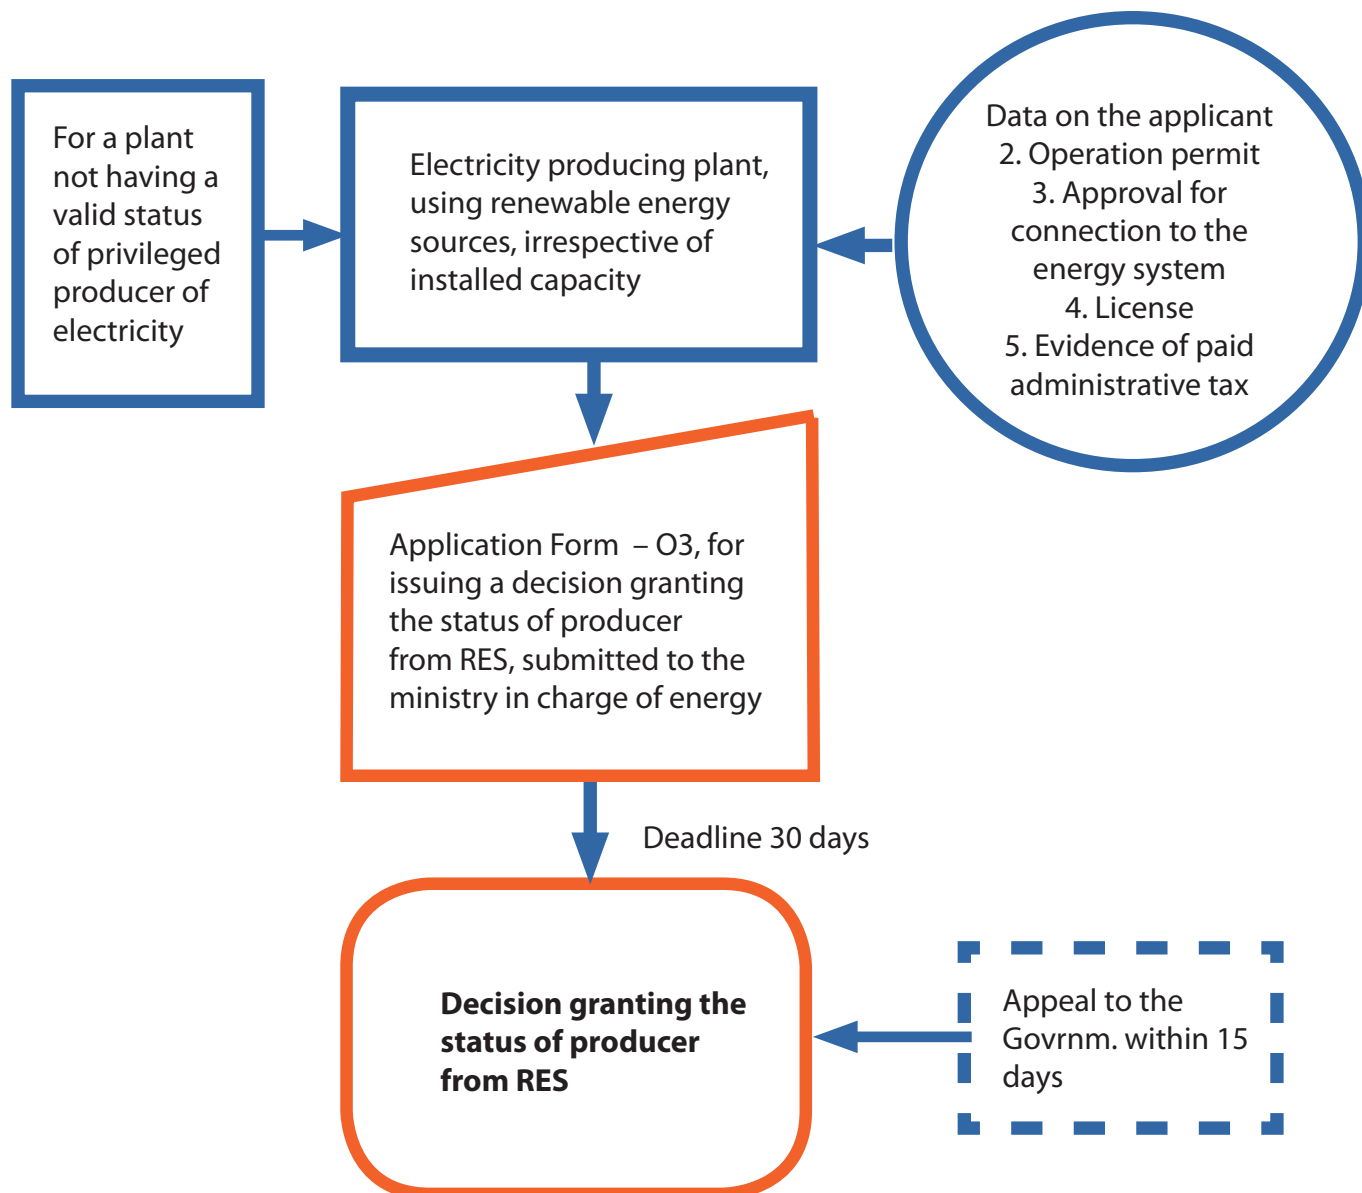 For a plant
not having a
valid status
of privileged
producer of
electricity
Electricity producing plant,
using renewable energy
sources, irrespective of
installed capacity
Data on the applicant
2. Operation permit
3. Approval for
connection to the
energy system
4. License
5. Evidence of paid
administrative tax
Application Form – O3, for
issuing a decision granting
the status of producer
from RES, submitted to the
ministry in charge of energy
Deadline 30 days
Decision granting the
status of producer
from RES
Appeal to the
Govrnm. within 15
days